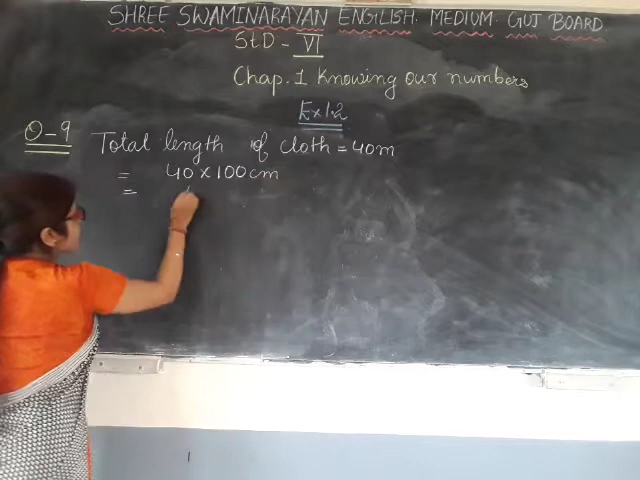 SHREE SWAMINARAYAN ENGILISH. MEDIUM. GUJ BOARD.
StD - VI
Chap. 1 Knowing our numbers
Ex 1.2
Q-9 Total length of cloth = 40m
= 40 × 100 cm
=